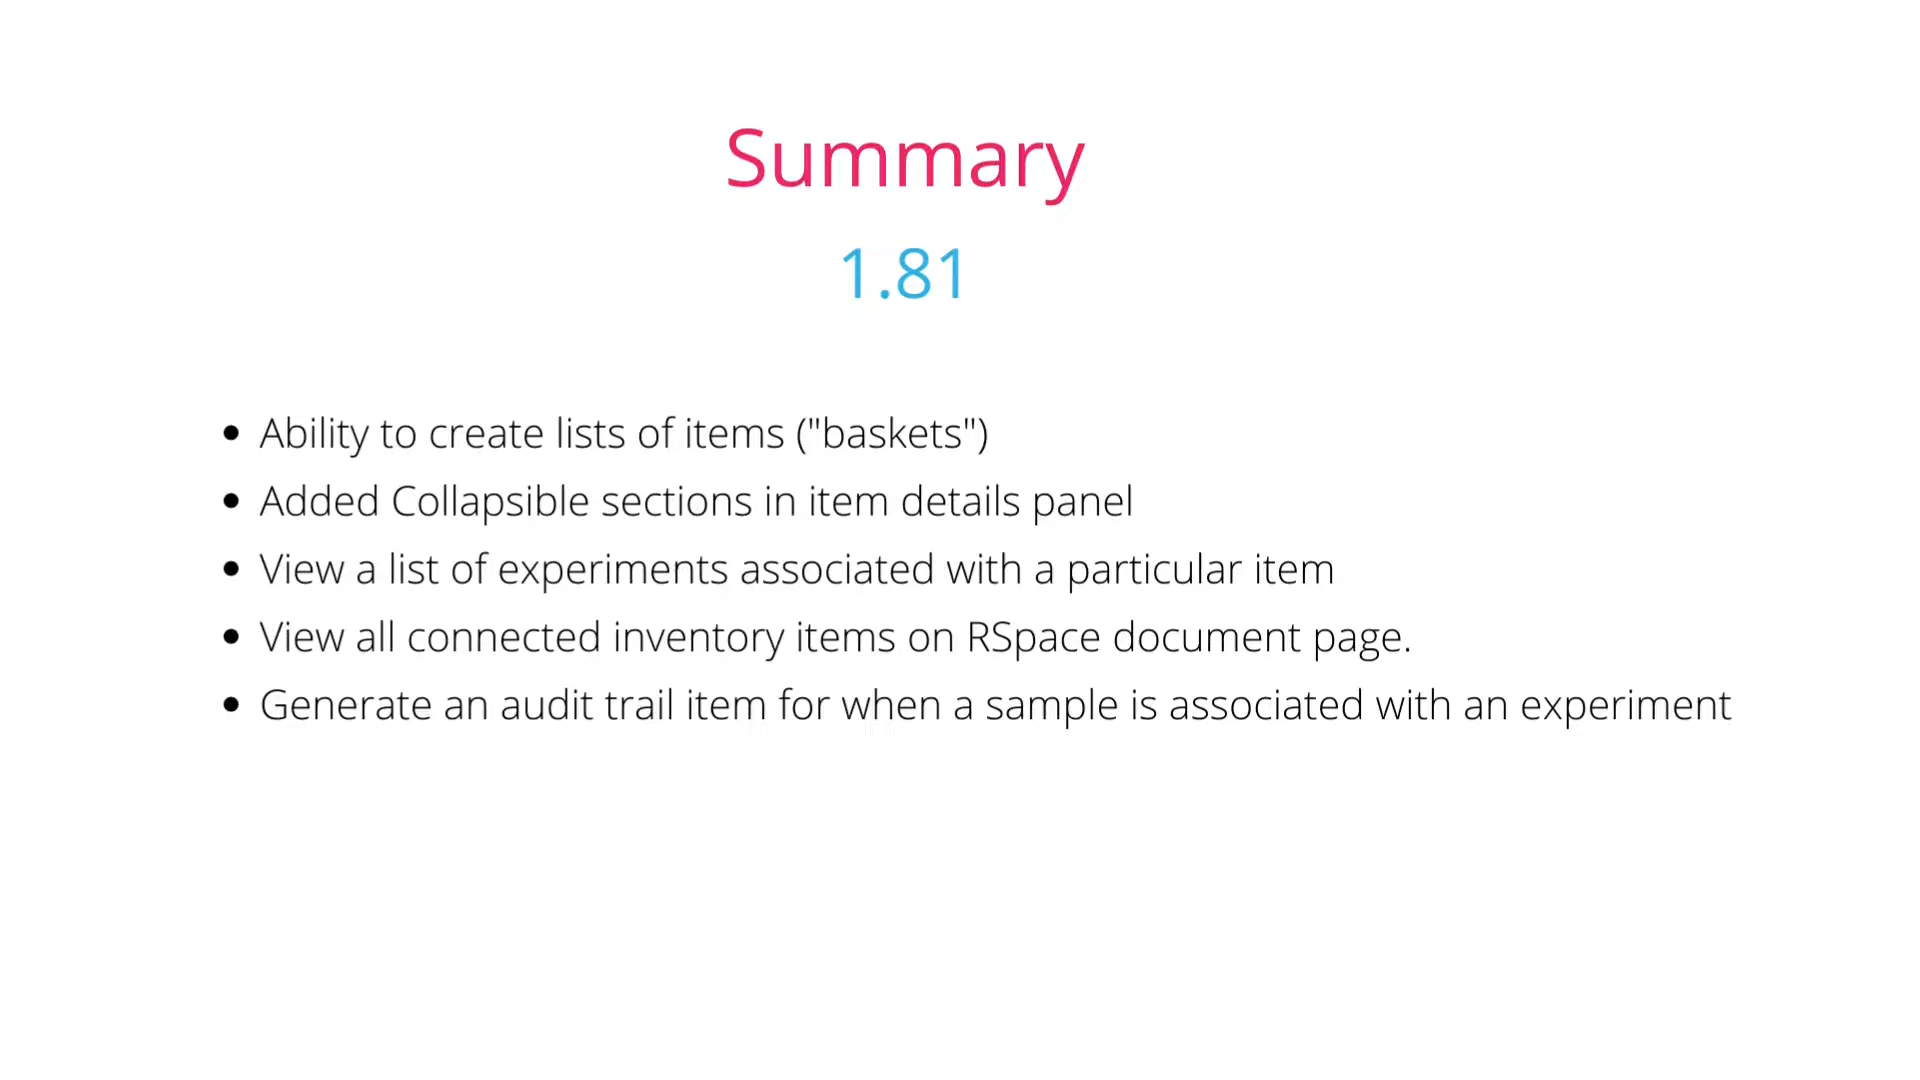 Summary
1.81
• Ability to create lists of items ("baskets")
• Added Collapsible sections in item details panel
• View a list of experiments associated with a particular item
• View all connected inventory items on RSpace document page.
• Generate an audit trail item for when a sample is associated with an experiment